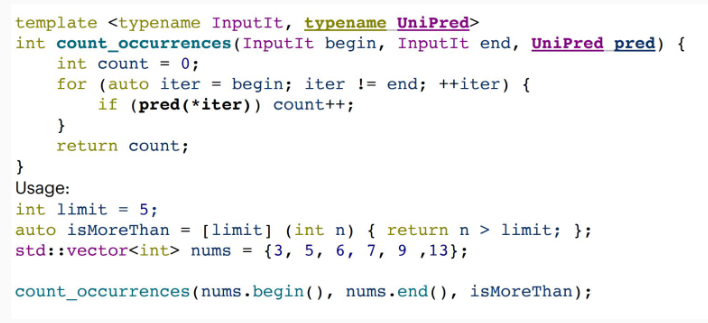 template <typename InputIt, typename UniPred>
int count_occurrences(InputIt begin, InputIt end, UniPred pred) {
    int count = 0;
    for (auto iter = begin; iter != end; ++iter) {
        if (pred(*iter)) count++;
    }
    return count;
}
Usage:
int limit = 5;
auto isMoreThan = [limit] (int n) { return n > limit; };
std::vector<int> nums = {3, 5, 6, 7, 9 ,13};
count_occurrences(nums.begin(), nums.end(), isMoreThan);